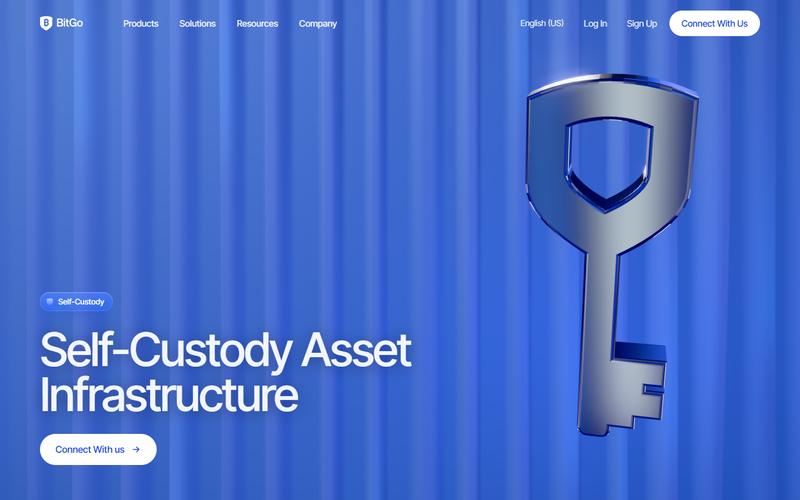 BitGo
Products
Solutions
Resources
Company
English (US)
Log In
Sign Up
Connect With Us
Self-Custody
Self-Custody Asset
Infrastructure
Connect With us →